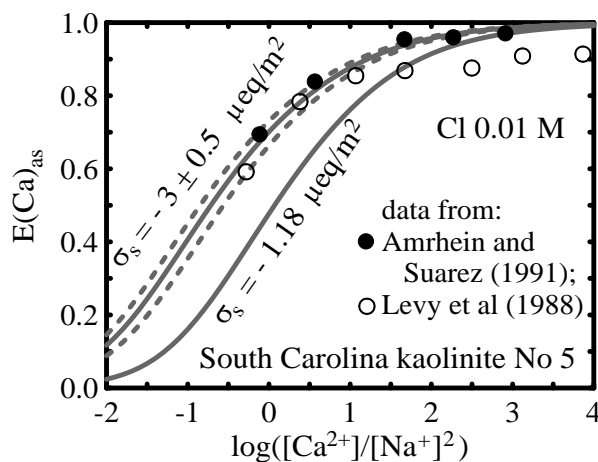 1.0
0.8
0.6
0.4
0.2
0.0
E(Ca)as
σs = - 3 ± 0.5 μeq/m²
σs = - 1.18 μeq/m²
Cl 0.01 M
data from:
Amrhein and
Suarez (1991);
Levy et al (1988)
South Carolina kaolinite No 5
-2 -1 0 1 2 3 4
log([Ca²⁺]/[Na⁺]²)